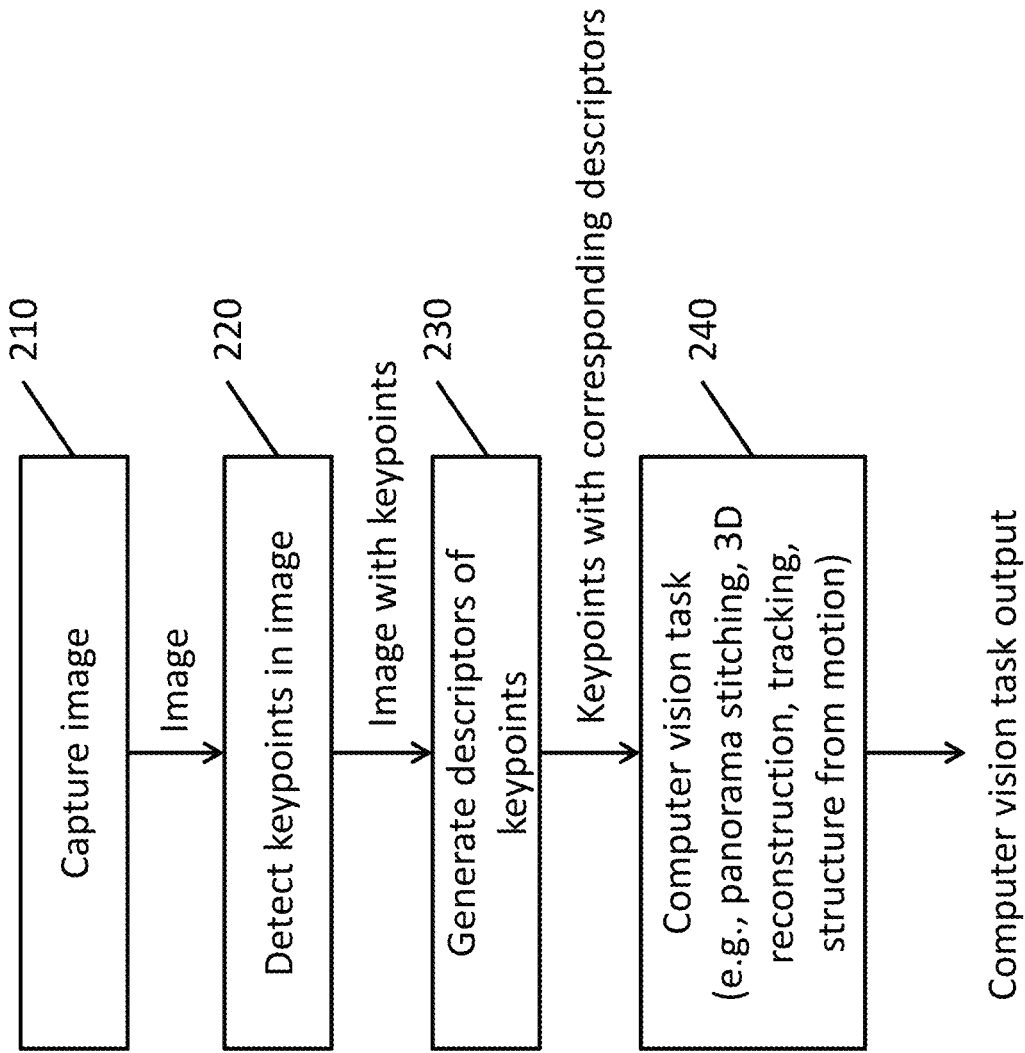 210
Capture image
Image
220
Detect keypoints in image
Image with keypoints
230
Generate descriptors of
keypoints
Keypoints with corresponding descriptors
240
Computer vision task
(e.g., panorama stitching, 3D
reconstruction, tracking,
structure from motion)
Computer vision task output